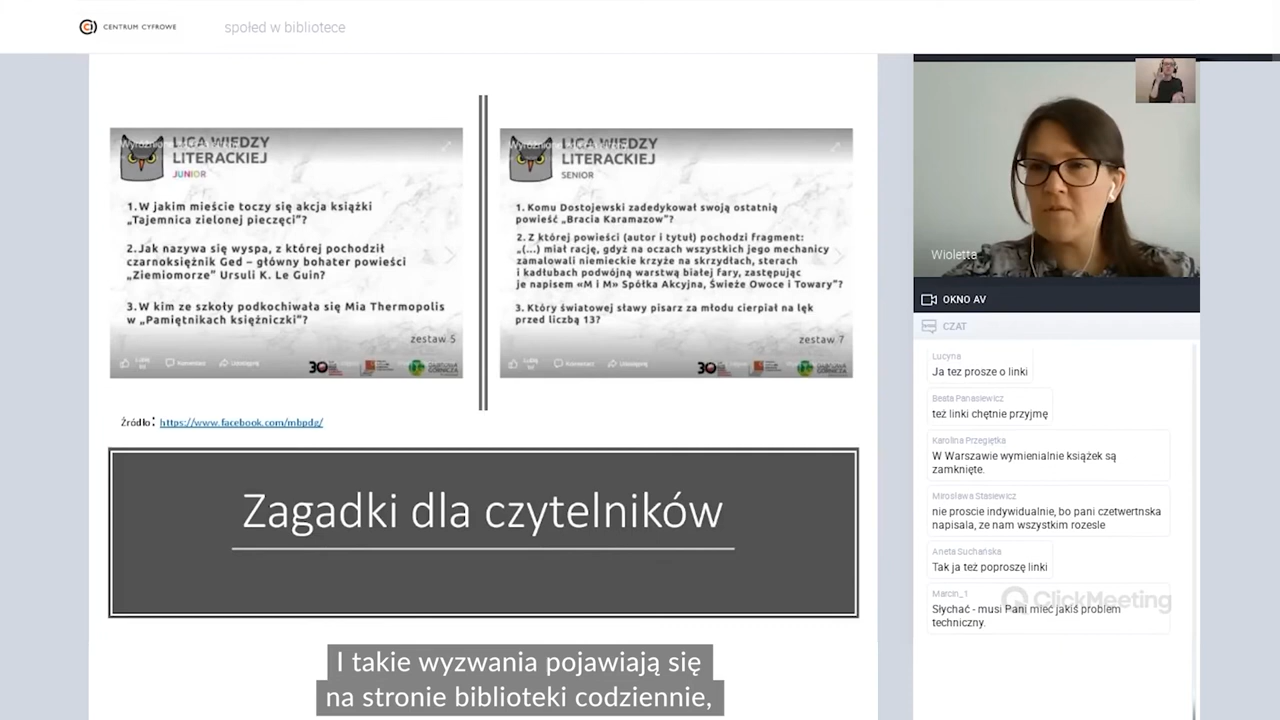 CENTRUM CYFROWE
społed w bibliotece
LIGA WIEDZY
LITERACKIEJ
JUNIOR
1. W jakim mieście toczy się akcja książki
„Tajemnica zielonej pieczęci”?
2. Jak nazywa się wyspa, z której pochodził
czarnoksiężnik Ged – główny bohater powieści
„Ziemiomorze” Ursuli K. Le Guin?
3. W kim ze szkoły podkochiwała się Mia Thermopolis
w „Pamiętnikach księżniczki”?
zestaw 5
Komentarz
Udostępnij
30
LIGA WIEDZY
LITERACKIEJ
SENIOR
1. Komu Dostojewski zadedykował swoją ostatnią
powieść „Bracia Karamazow”?
2. Z której powieści (autor i tytuł) pochodzi fragment:
„(...) miał rację, gdyż na oczach wszystkich jego mechanicy
zamalowali niemieckie krzyże na skrzydłach, sterach
i kadłubach podwójną warstwą białej fary, zastępując
je napisem «M i M» Spółka Akcyjna, Świeże Owoce i Towary”?
3. Który światowej sławy pisarz za młodu cierpiał na lęk
przed liczbą 13?
zestaw 7
Komentarz
Udostępnij
30
Źródło: https://www.facebook.com/mbpdg/
Zagadki dla czytelników
I takie wyzwania pojawiają się
na stronie biblioteki codziennie,
Wioletta
OKNO AV
CZAT
Lucyna
Ja tez prosze o linki
Beata Panasiewicz
też linki chętnie przyjmę
Karolina Przegiętka
W Warszawie wymienialnie książek są
zamknięte.
Mirosława Stasiewicz
nie proscie indywidualnie, bo pani czetwertnska
napisala, ze nam wszystkim rozesle
Aneta Suchańska
Tak ja też poproszę linki
Marcin_1
Słychać - musi Pani mieć jakiś problem
techniczny.
ClickMeeting